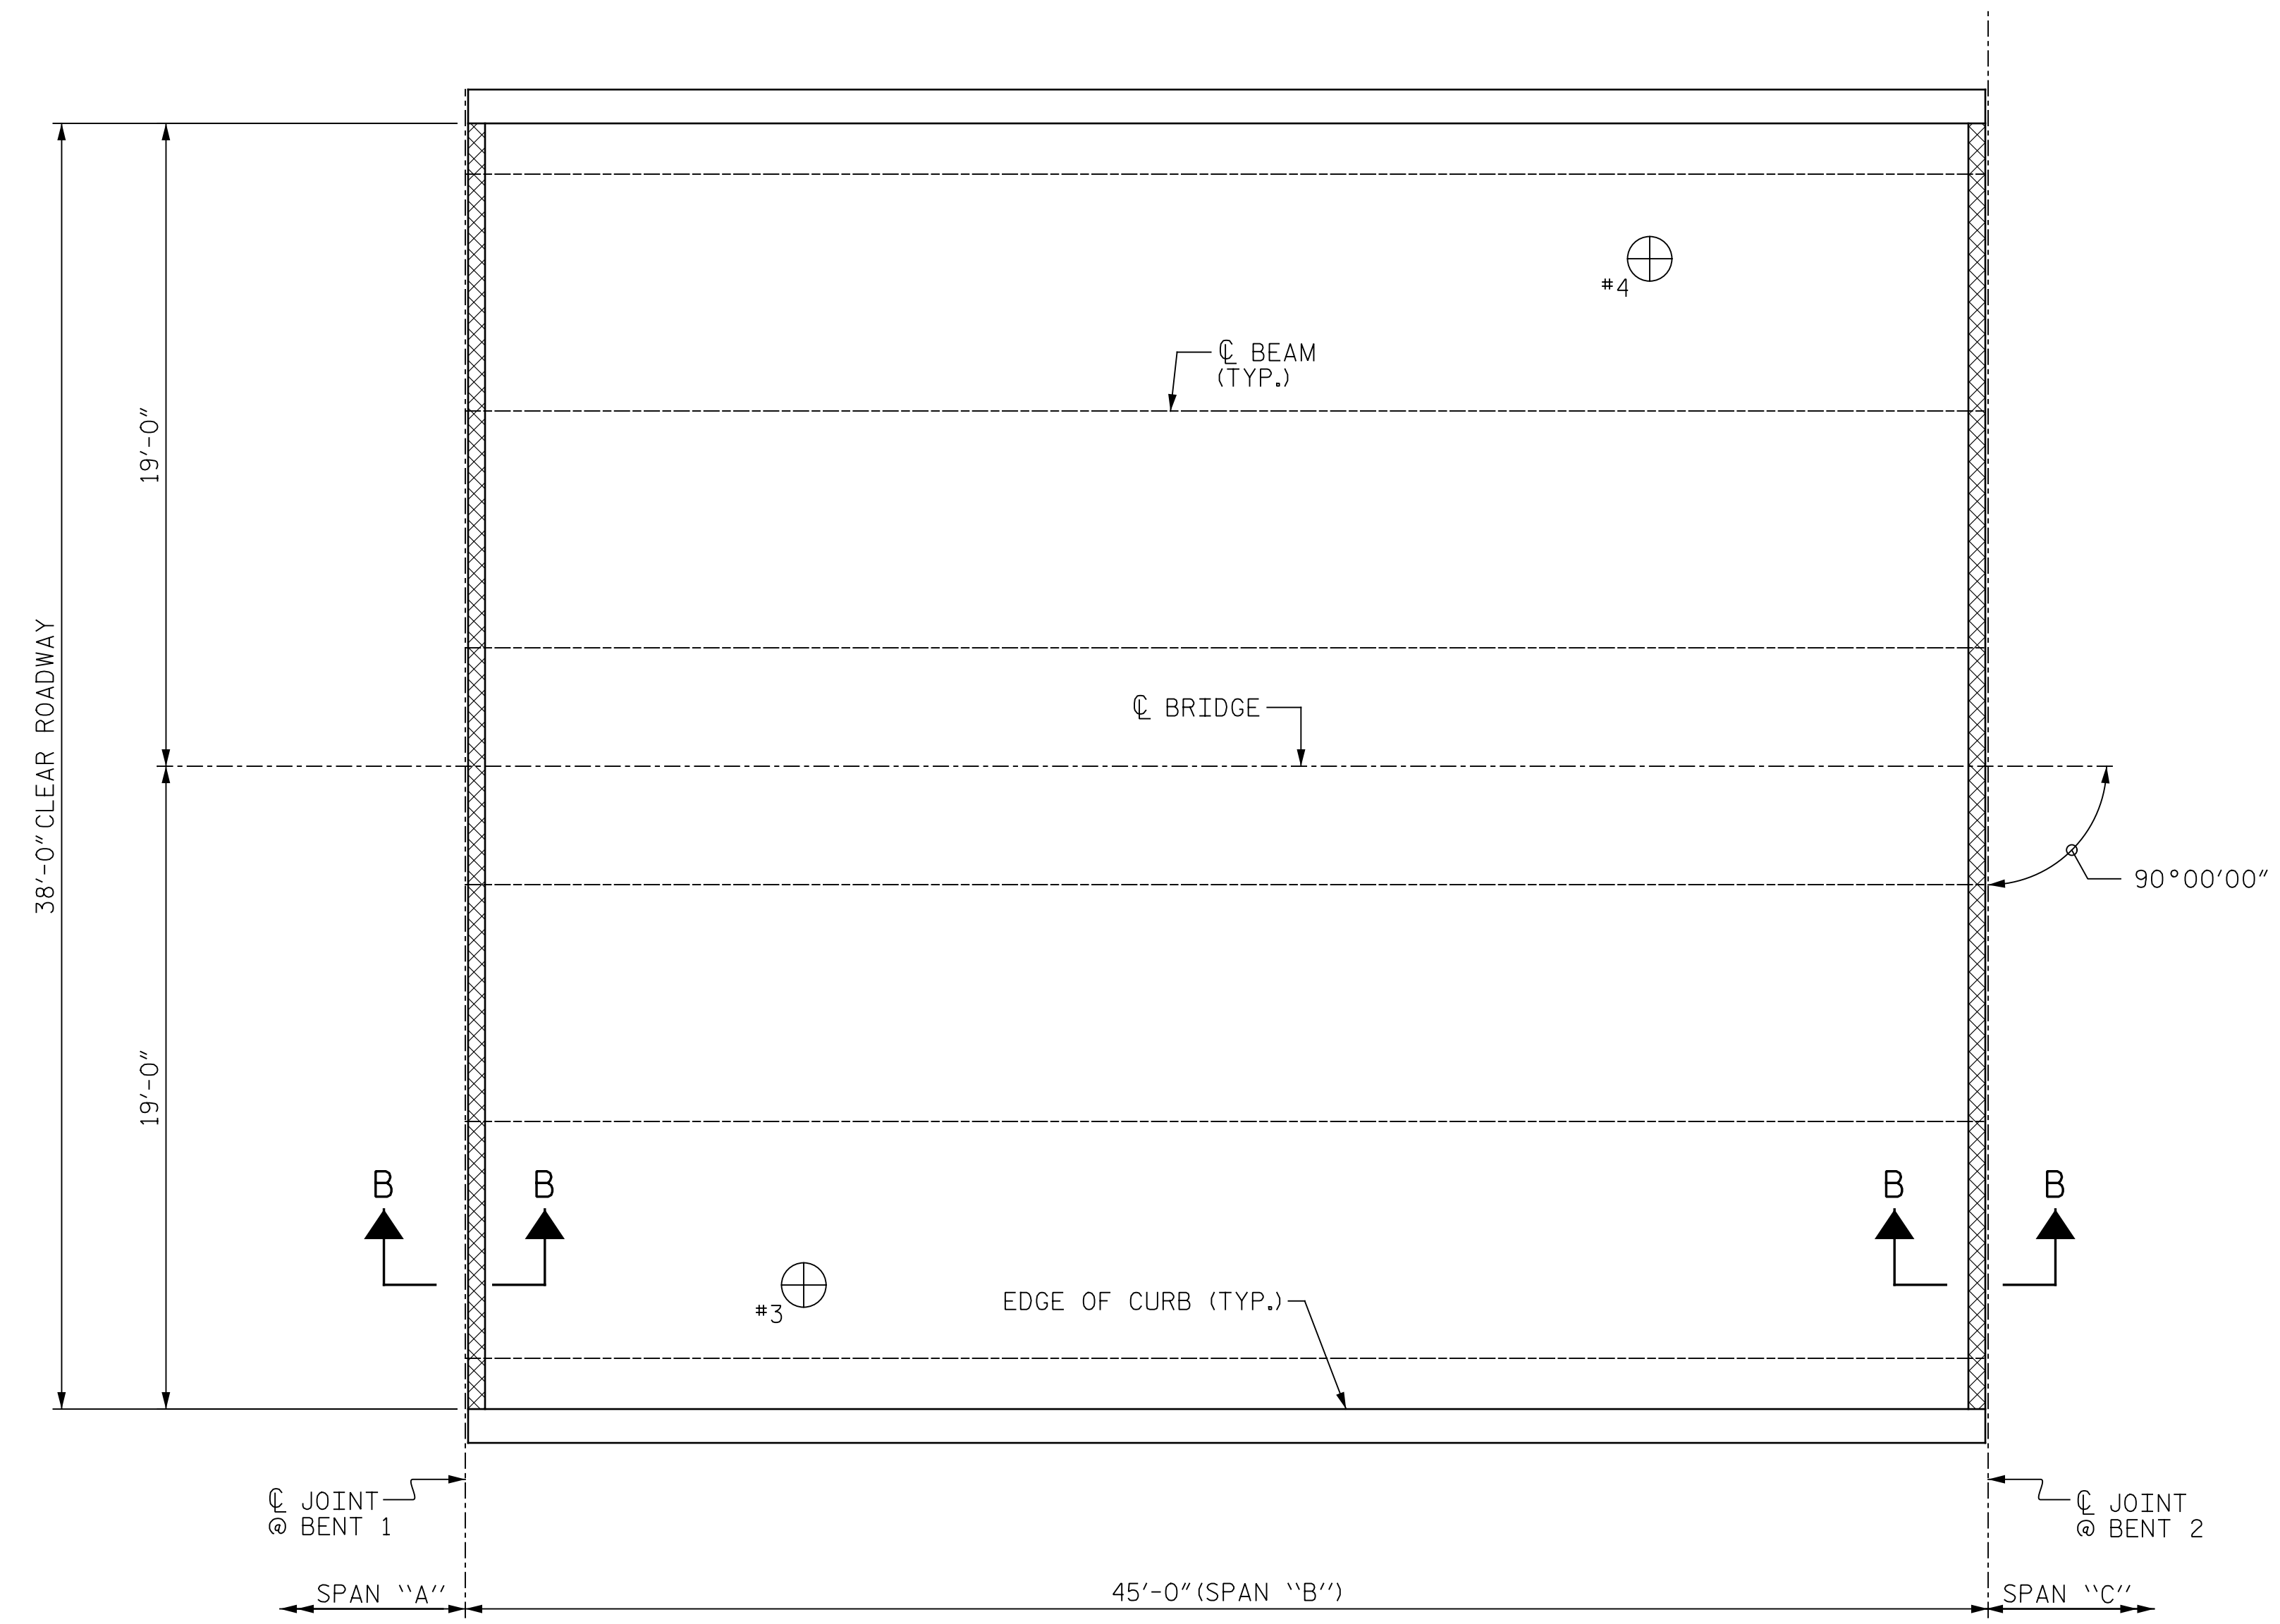 #4
℄ BEAM
(TYP.)
19'-0"
38'-0" CLEAR ROADWAY
℄ BRIDGE
90°00'00"
19'-0"
B
B
B
B
#3
EDGE OF CURB (TYP.)
℄ JOINT
@ BENT 1
℄ JOINT
@ BENT 2
SPAN "A"
45'-0" (SPAN "B")
SPAN "C"